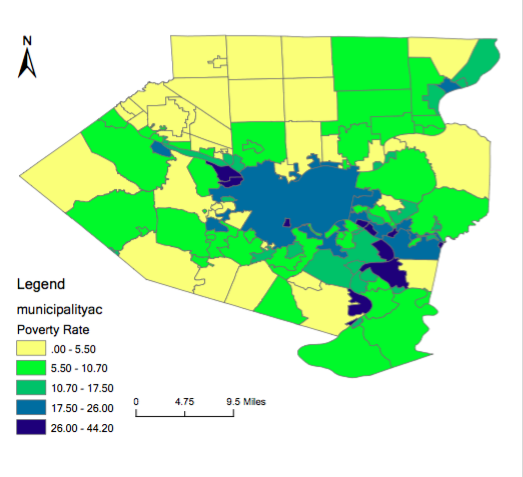 N
Legend
municipalityac
Poverty Rate
.00 - 5.50
5.50 - 10.70
10.70 - 17.50
17.50 - 26.00
26.00 - 44.20
0 4.75 9.5 Miles